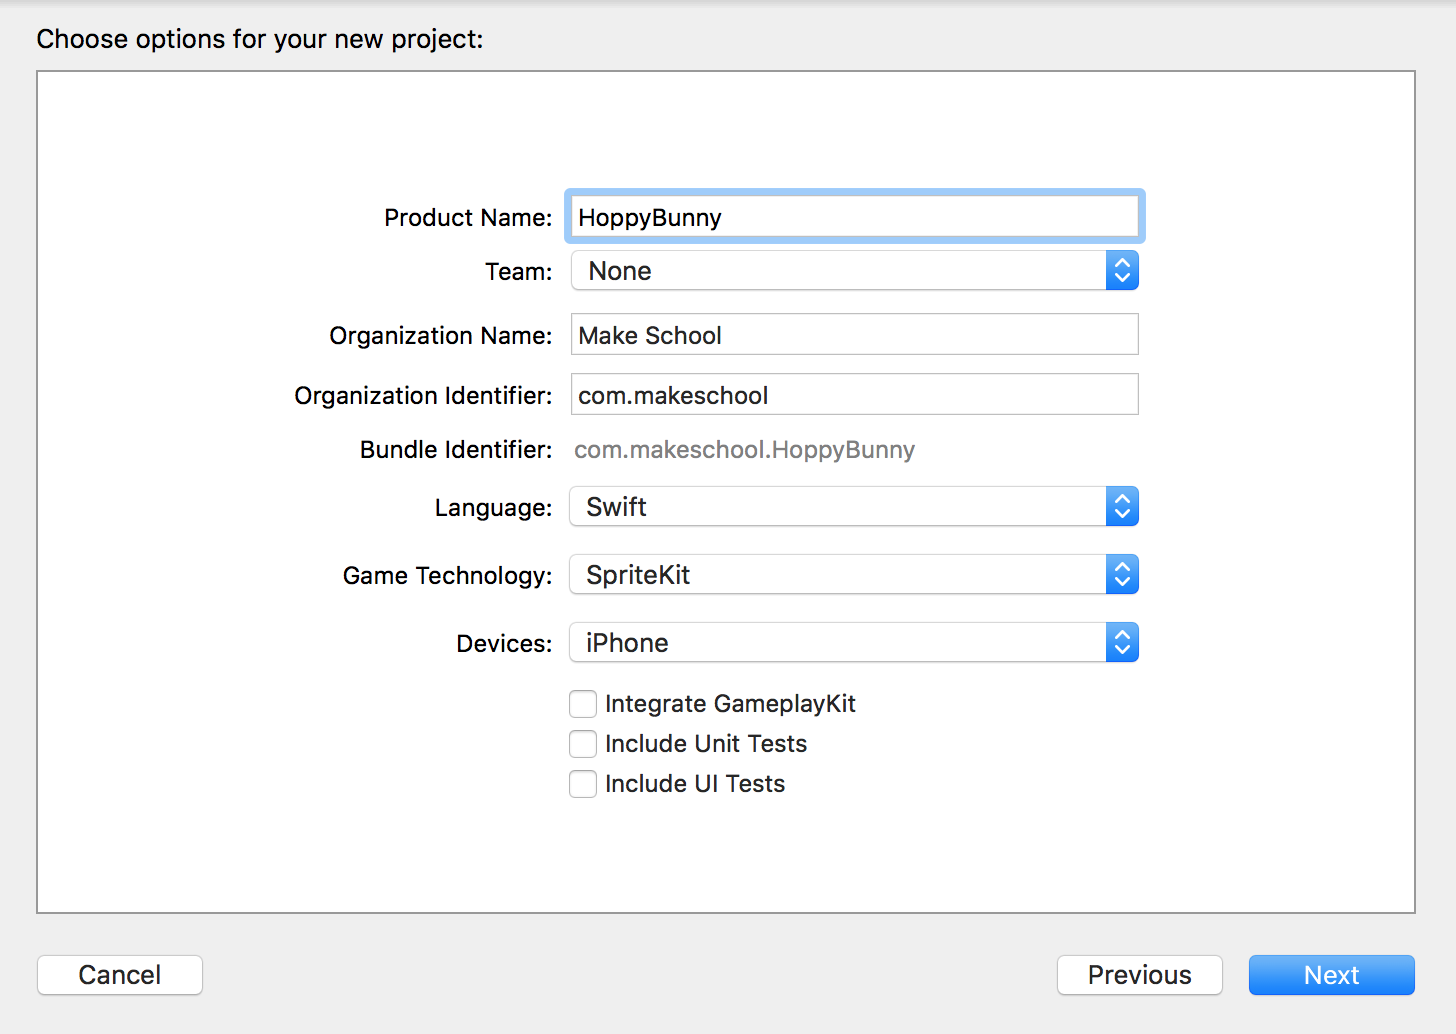 Choose options for your new project:
Product Name: HoppyBunny
Team: None
Organization Name: Make School
Organization Identifier: com.makeschool
Bundle Identifier: com.makeschool.HoppyBunny
Language: Swift
Game Technology: SpriteKit
Devices: iPhone
Integrate GameplayKit
Include Unit Tests
Include UI Tests
Cancel Previous Next